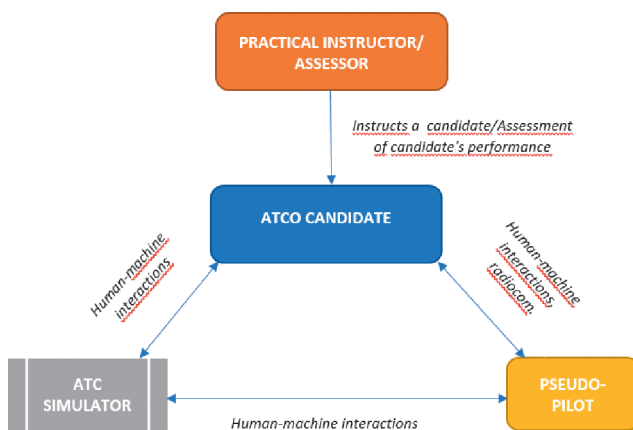 PRACTICAL INSTRUCTOR/
ASSESSOR
Instructs a candidate/Assessment
of candidate's performance
ATCO CANDIDATE
Human-machine
interactions
Human-machine
interactions,
radiocom.
ATC
SIMULATOR
PSEUDO-
PILOT
Human-machine interactions